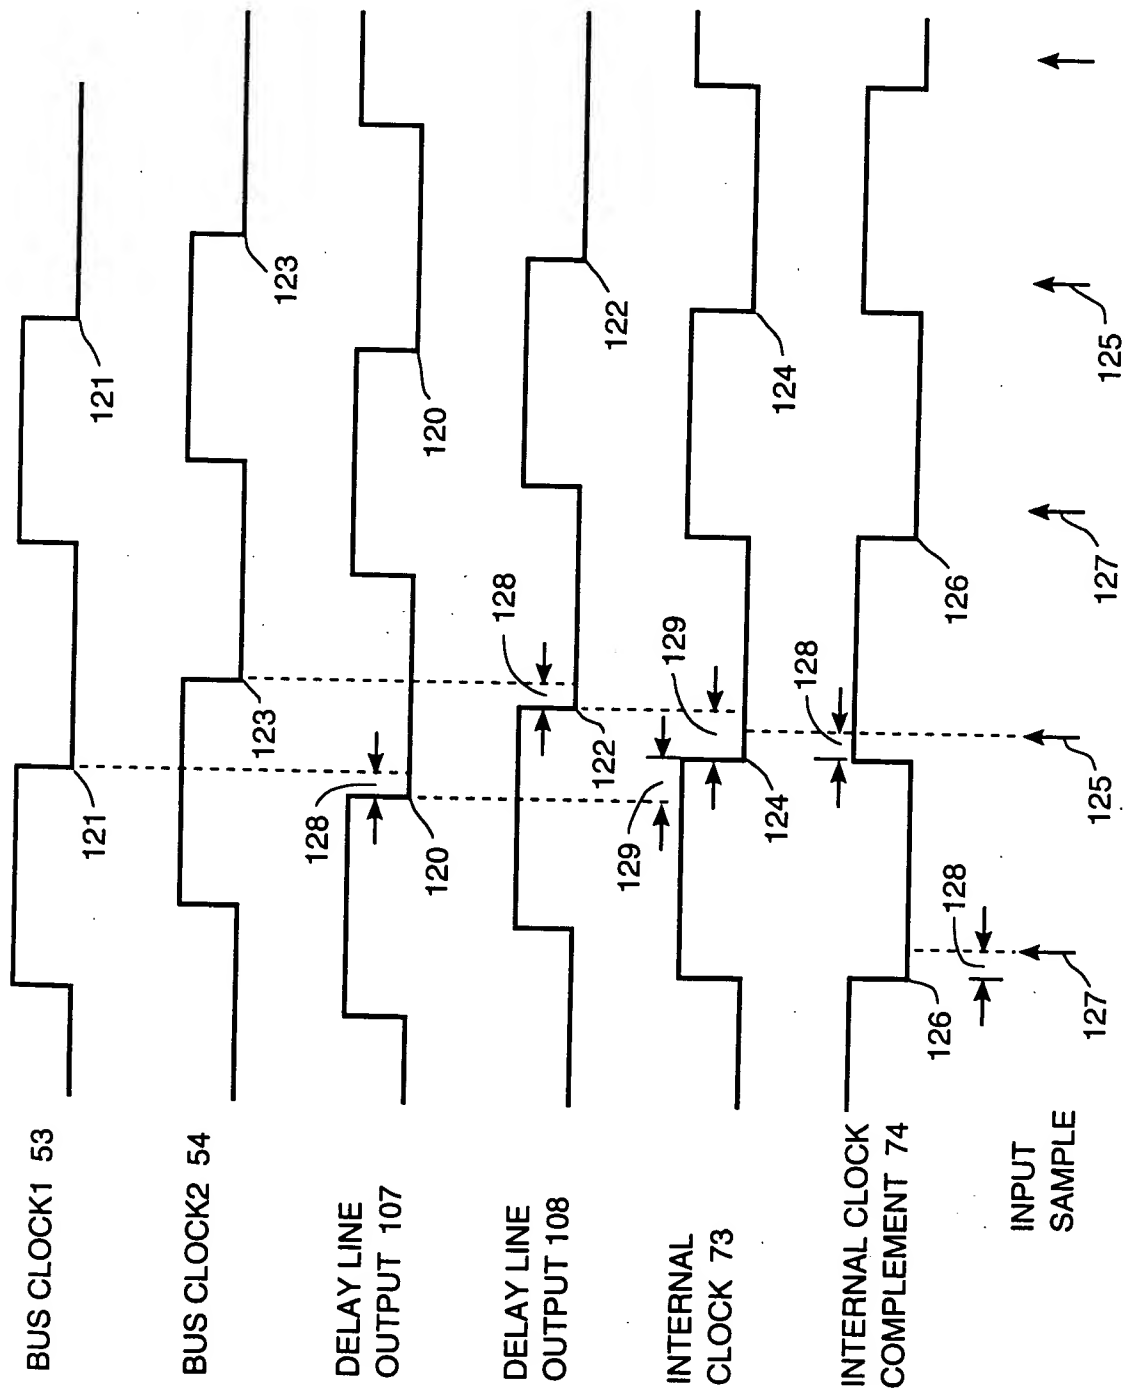 BUS CLOCK1 53
121
121
BUS CLOCK2 54
123
123
DELAY LINE
OUTPUT 107
128
120
120
DELAY LINE
OUTPUT 108
128
122
122
INTERNAL
CLOCK 73
129
129
124
124
INTERNAL CLOCK
COMPLEMENT 74
128
126
126
128
INPUT
SAMPLE
127
125
127
125